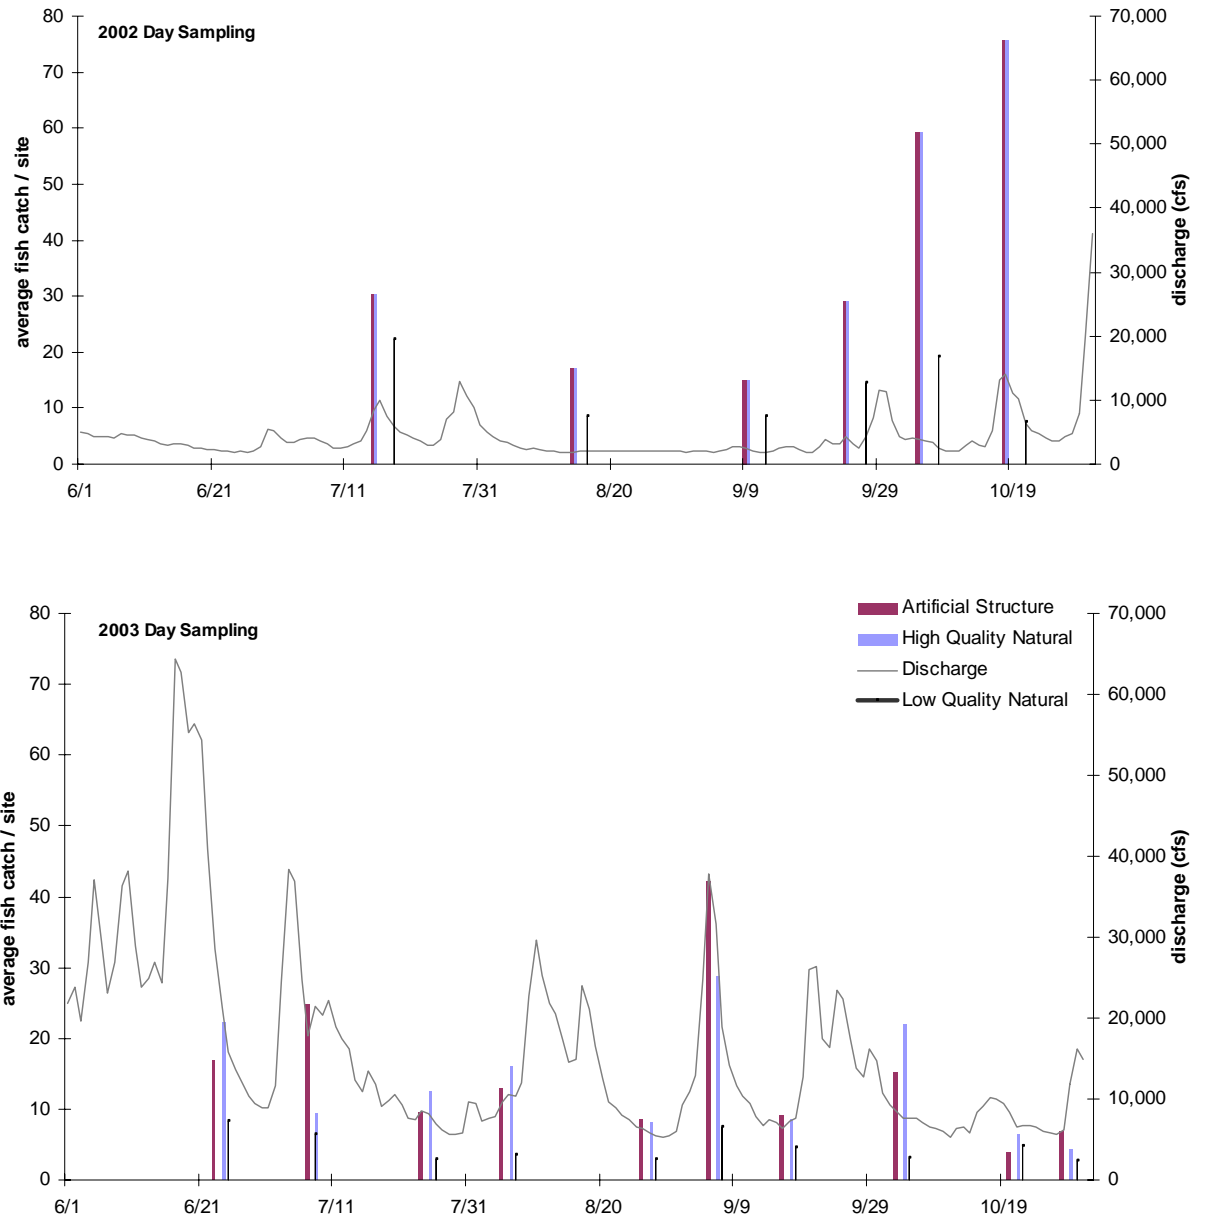 2002 Day Sampling
80
70
60
50
40
30
20
10
0
average fish catch / site
70,000
60,000
50,000
40,000
30,000
20,000
10,000
0
discharge (cfs)
6/1 6/21 7/11 7/31 8/20 9/9 9/29 10/19
2003 Day Sampling
Artificial Structure
High Quality Natural
Discharge
Low Quality Natural
80
70
60
50
40
30
20
10
0
average fish catch / site
70,000
60,000
50,000
40,000
30,000
20,000
10,000
0
discharge (cfs)
6/1 6/21 7/11 7/31 8/20 9/9 9/29 10/19